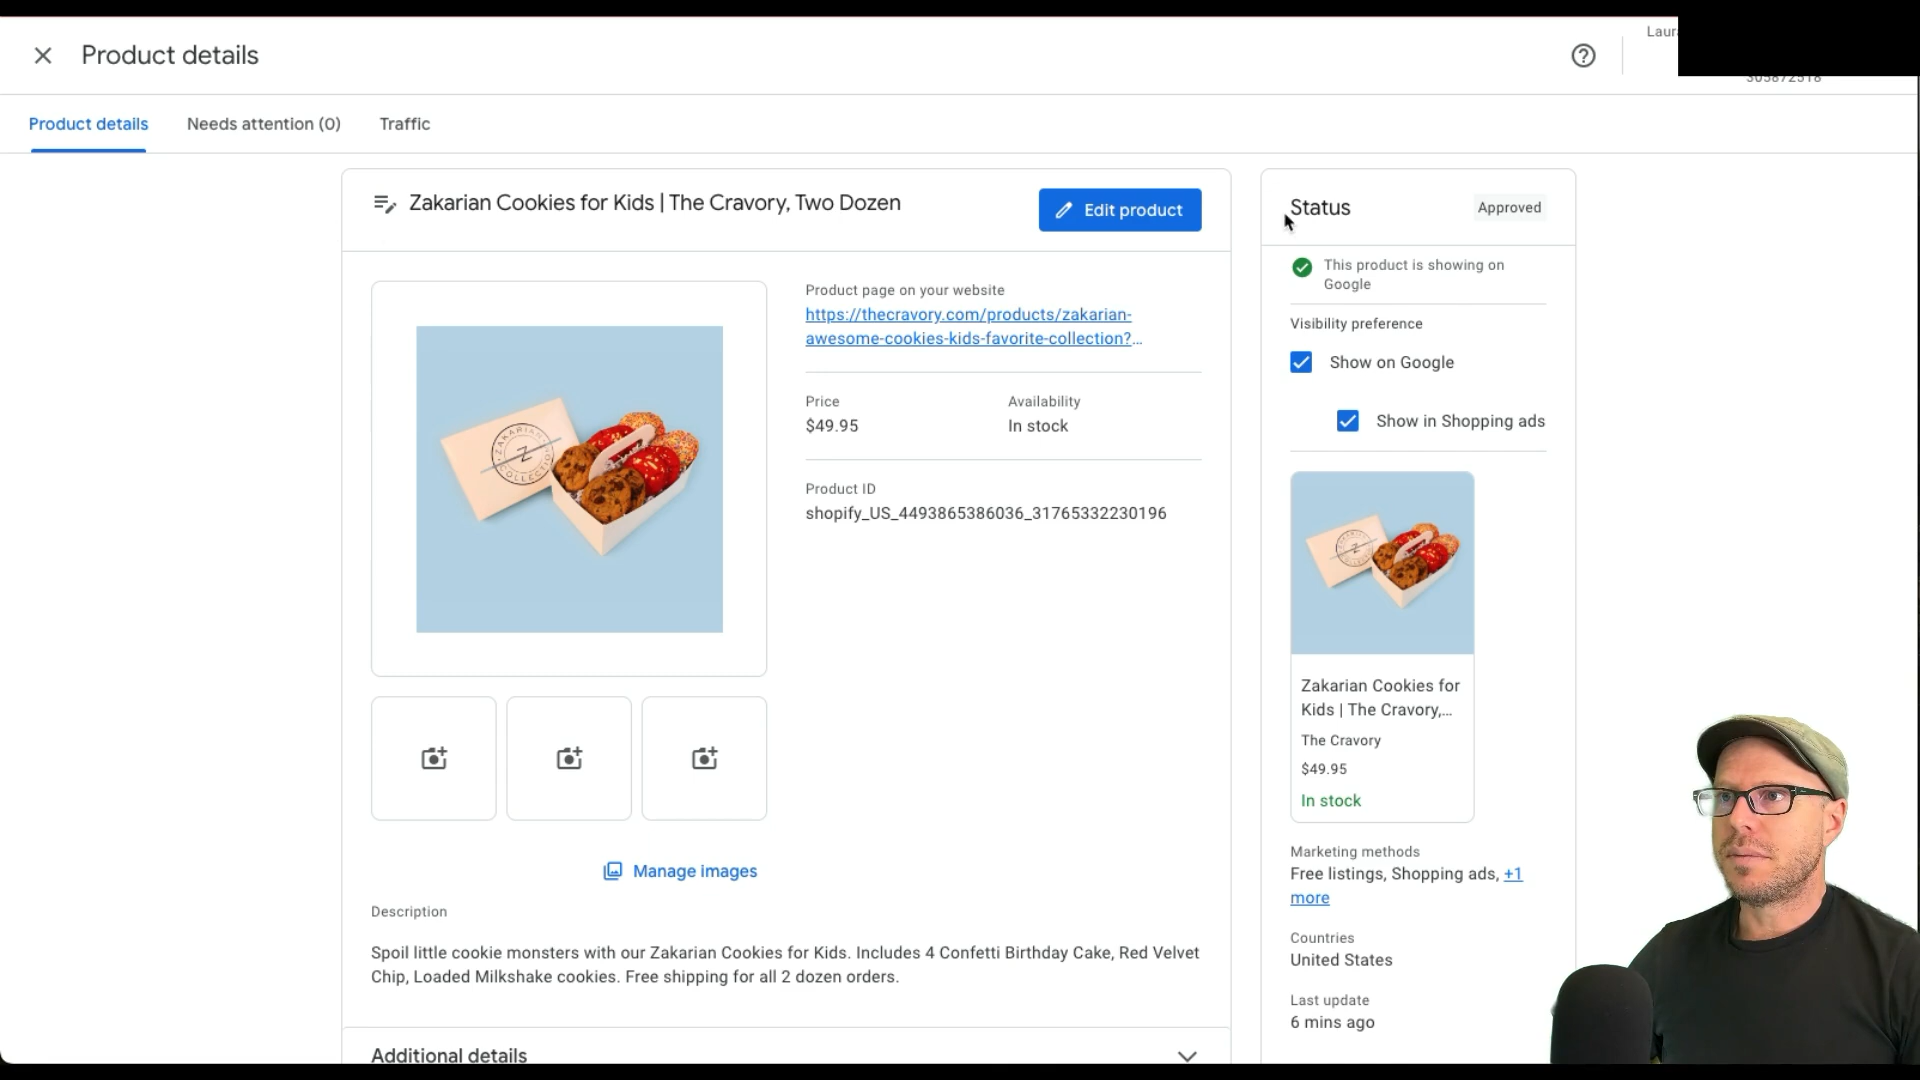 Product details
Laur
305872518
Product details
Needs attention (0)
Traffic
Zakarian Cookies for Kids | The Cravory, Two Dozen
Edit product
ZAKARIAN
Z
COLLECTION
Product page on your website
https://thecravory.com/products/zakarian-
awesome-cookies-kids-favorite-collection?...
Price
$49.95
Availability
In stock
Product ID
shopify_US_4493865386036_31765332230196
Manage images
Description
Spoil little cookie monsters with our Zakarian Cookies for Kids. Includes 4 Confetti Birthday Cake, Red Velvet
Chip, Loaded Milkshake cookies. Free shipping for all 2 dozen orders.
Additional details
Status
Approved
This product is showing on
Google
Visibility preference
Show on Google
Show in Shopping ads
Zakarian Cookies for
Kids | The Cravory,...
The Cravory
$49.95
In stock
Marketing methods
Free listings, Shopping ads, +1
more
Countries
United States
Last update
6 mins ago